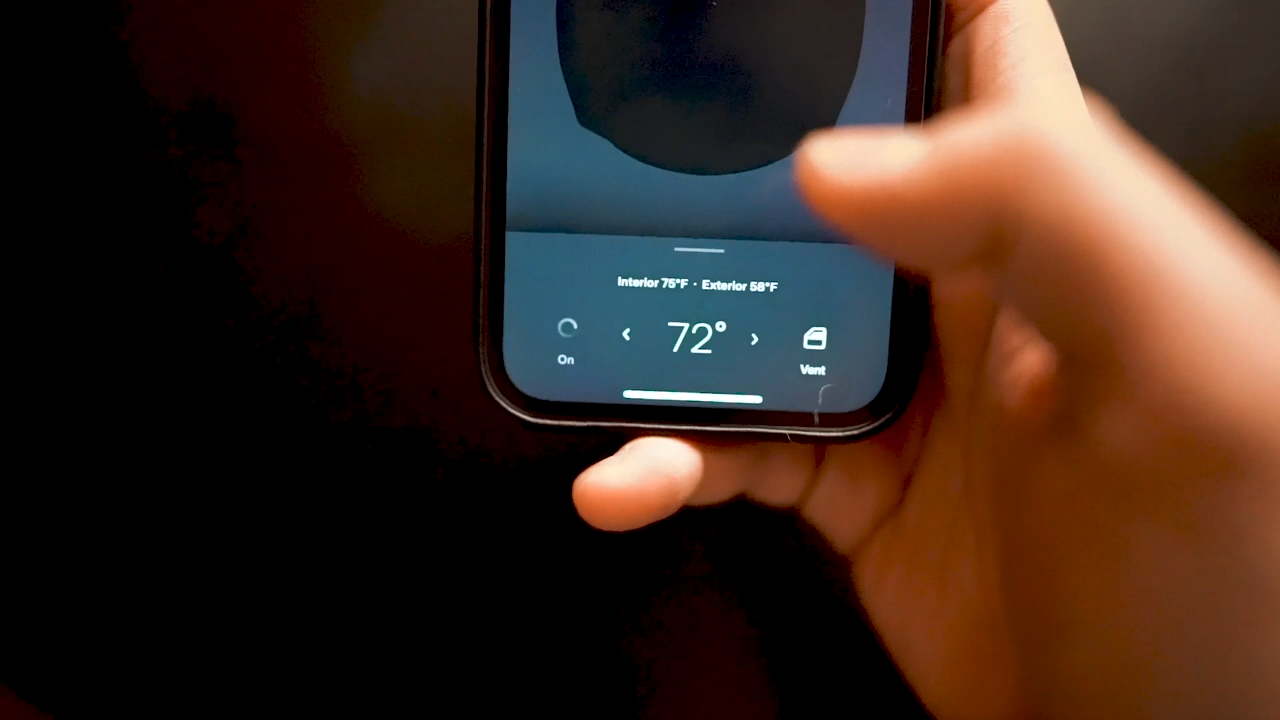 Interior 75°F · Exterior 58°F
‹ 72° ›
On
Vent